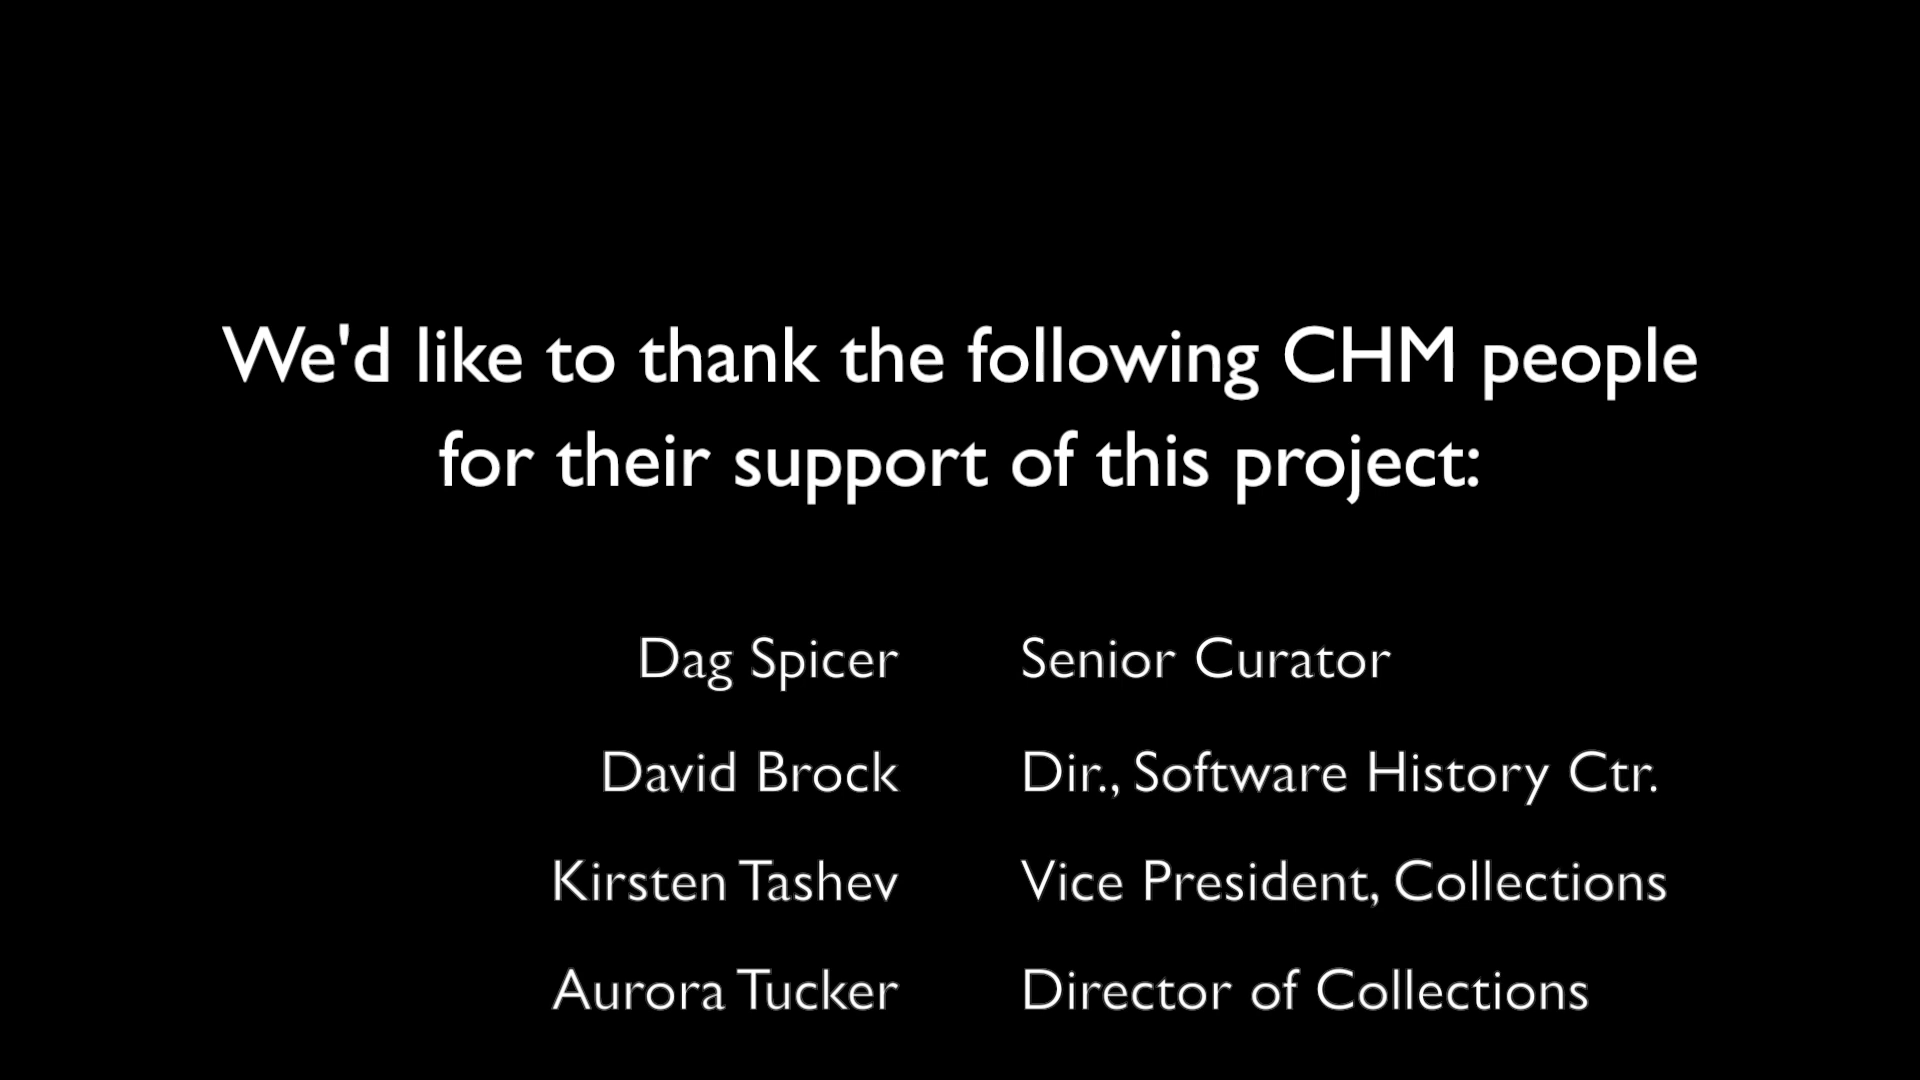 We'd like to thank the following CHM people
for their support of this project:
Dag Spicer Senior Curator
David Brock Dir., Software History Ctr.
Kirsten Tashev Vice President, Collections
Aurora Tucker Director of Collections